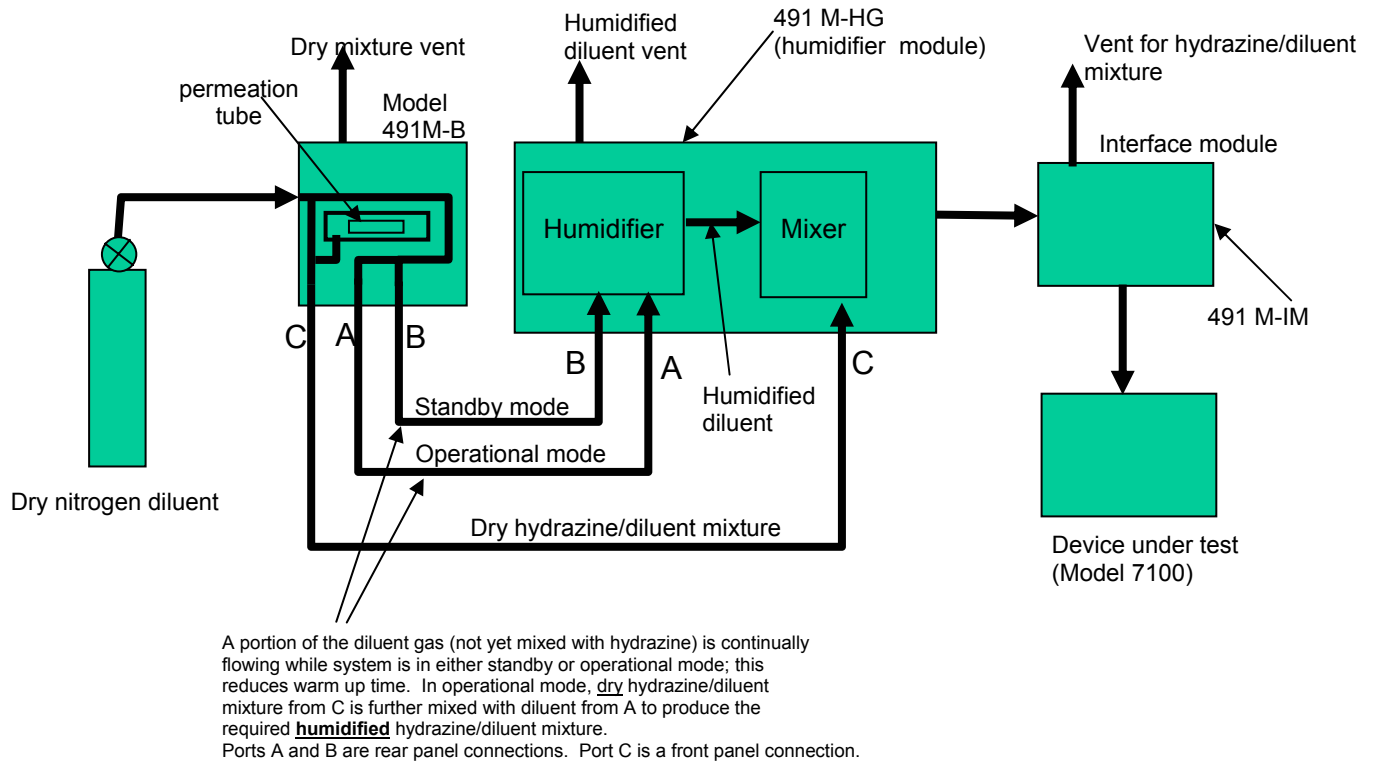 Dry mixture vent
Humidified
diluent vent
491 M-HG
(humidifier module)
Vent for hydrazine/diluent
mixture
permeation
tube
Model
491M-B
Interface module
Humidifier
Mixer
491 M-IM
C
A
B
B
A
C
Humidified
diluent
Standby mode
Operational mode
Dry nitrogen diluent
Dry hydrazine/diluent mixture
Device under test
(Model 7100)
A portion of the diluent gas (not yet mixed with hydrazine) is continually
flowing while system is in either standby or operational mode; this
reduces warm up time. In operational mode, dry hydrazine/diluent
mixture from C is further mixed with diluent from A to produce the
required humidified hydrazine/diluent mixture.
Ports A and B are rear panel connections. Port C is a front panel connection.